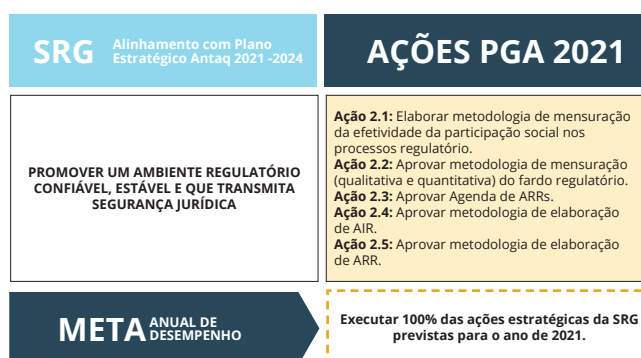 SRG Alinhamento com Plano
Estratégico Antaq 2021 -2024
AÇÕES PGA 2021
PROMOVER UM AMBIENTE REGULATÓRIO
CONFIÁVEL, ESTÁVEL E QUE TRANSMITA
SEGURANÇA JURÍDICA
Ação 2.1: Elaborar metodologia de mensuração
da efetividade da participação social nos
processos regulatório.
Ação 2.2: Aprovar metodologia de mensuração
(qualitativa e quantitativa) do fardo regulatório.
Ação 2.3: Aprovar Agenda de ARRs.
Ação 2.4: Aprovar metodologia de elaboração
de AIR.
Ação 2.5: Aprovar metodologia de elaboração
de ARR.
META ANUAL DE
DESEMPENHO
Executar 100% das ações estratégicas da SRG
previstas para o ano de 2021.